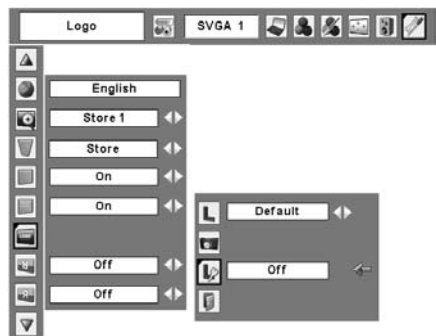 Logo
SVGA 1
English
Store 1
Store
On
On
Default
Off
Off
Off